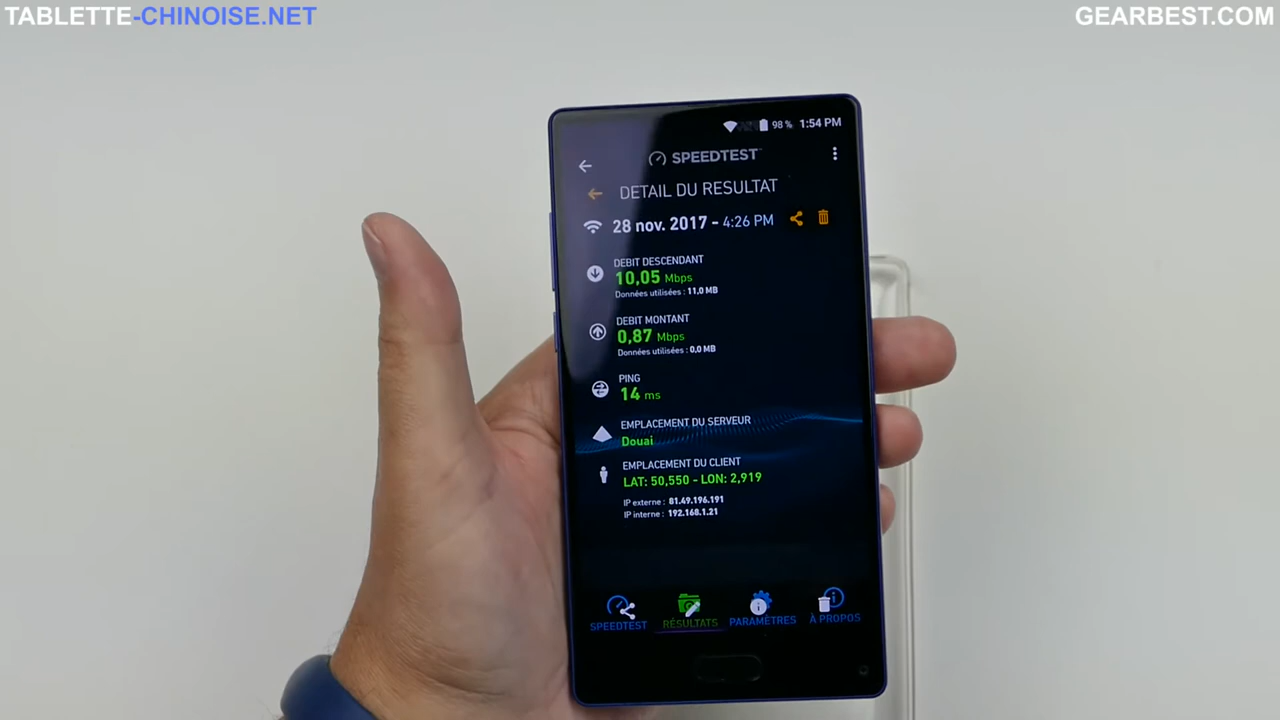 TABLETTE-CHINOISE.NET
GEARBEST.COM
98 % 1:54 PM
SPEEDTEST
DETAIL DU RESULTAT
28 nov. 2017 - 4:26 PM
DEBIT DESCENDANT
10,05 Mbps
Données utilisées : 11,0 MB
DEBIT MONTANT
0,87 Mbps
Données utilisées : 0,0 MB
PING
14 ms
EMPLACEMENT DU SERVEUR
Douai
EMPLACEMENT DU CLIENT
LAT: 50,550 - LON: 2,919
IP externe : 81.49.196.191
IP interne : 192.168.1.21
SPEEDTEST RÉSULTATS PARAMÈTRES À PROPOS